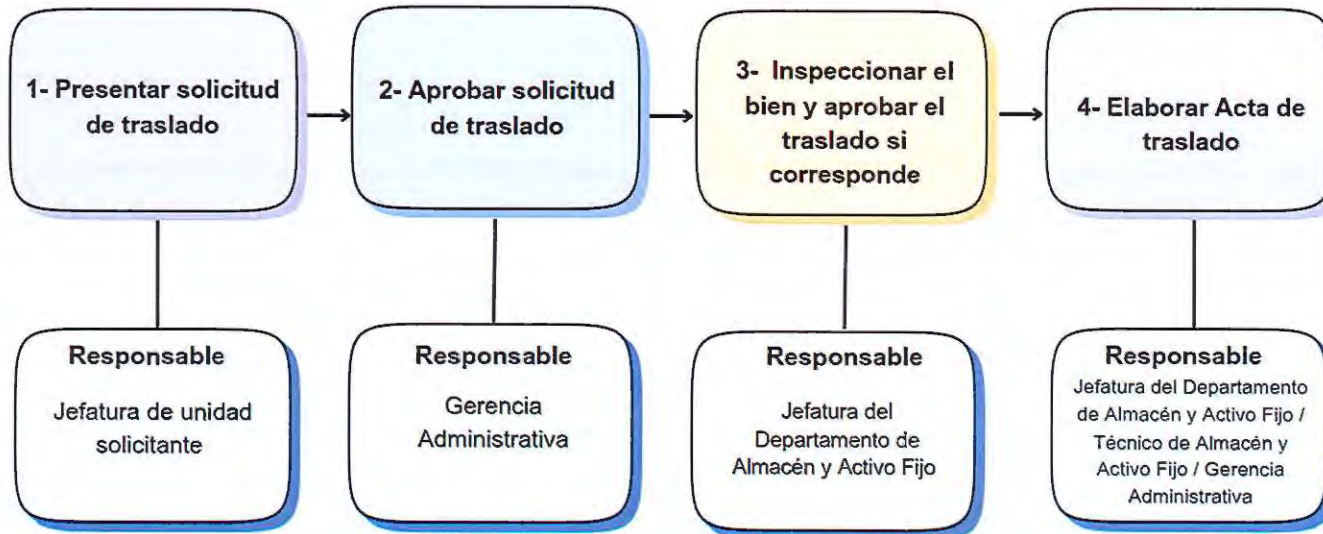 1- Presentar solicitud
de traslado
2- Aprobar solicitud
de traslado
3- Inspeccionar el
bien y aprobar el
traslado si
corresponde
4- Elaborar Acta de
traslado
Responsable
Jefatura de unidad
solicitante
Responsable
Gerencia
Administrativa
Responsable
Jefatura del
Departamento de
Almacén y Activo Fijo
Responsable
Jefatura del Departamento
de Almacén y Activo Fijo /
Técnico de Almacén y
Activo Fijo / Gerencia
Administrativa